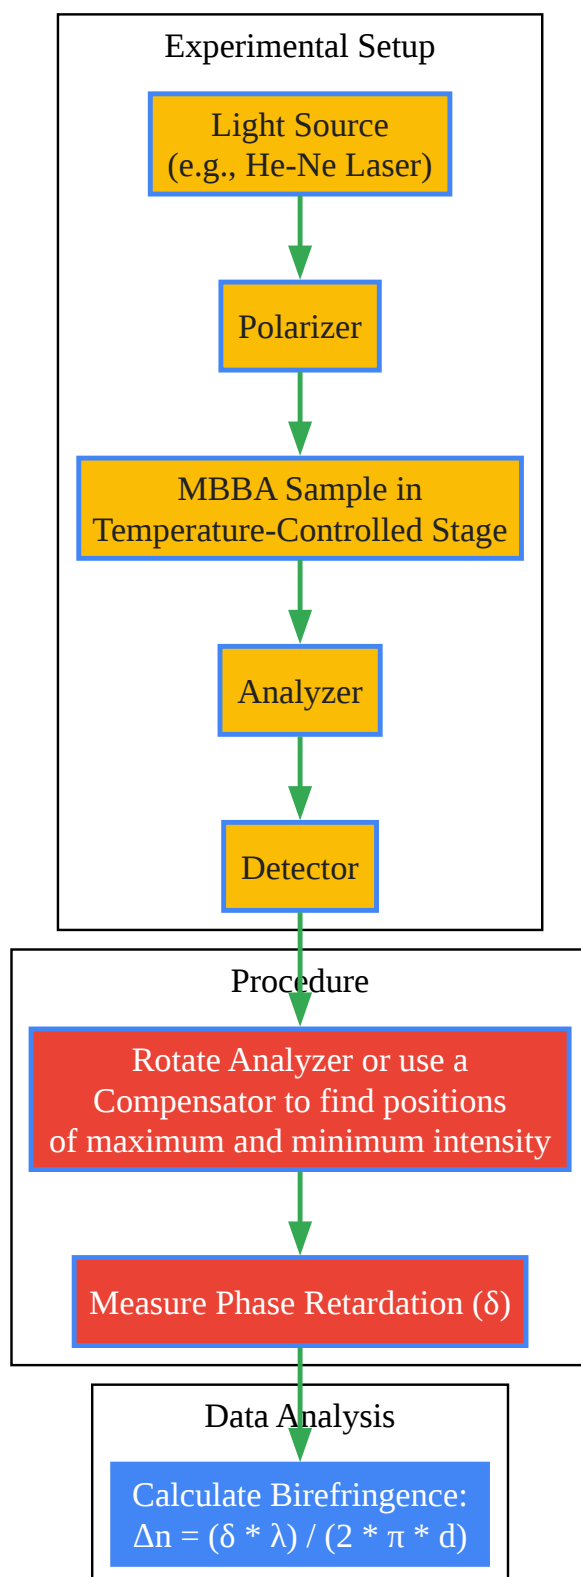 Experimental Setup
Light Source
(e.g., He-Ne Laser)
Polarizer
MBBA Sample in
Temperature-Controlled Stage
Analyzer
Detector
Procedure
Rotate Analyzer or use a
Compensator to find positions
of maximum and minimum intensity
Measure Phase Retardation (δ)
Data Analysis
Calculate Birefringence:
Δn = (δ * λ) / (2 * π * d)